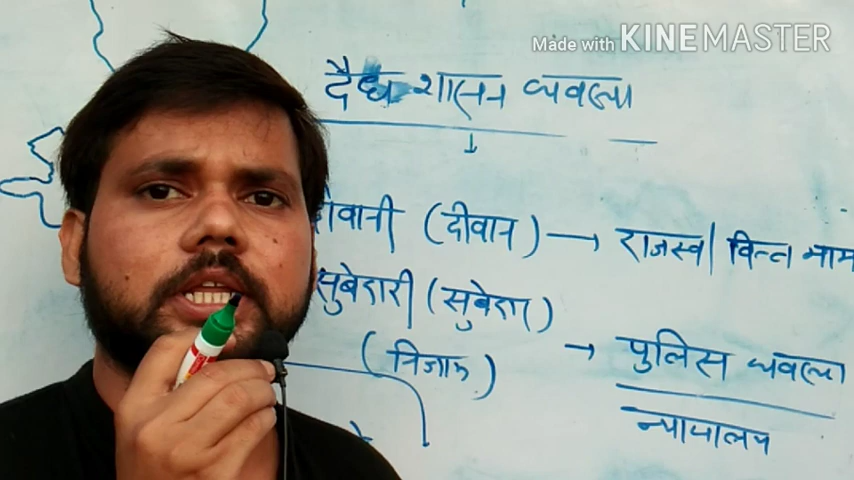 Made with KINEMASTER
दैध शासन व्यवस्था
(दीवान) → राजस्व/ वित्त
सुबेदारी (सुबेदार)
(निजाम) → पुलिस व्यवस्था
न्यायालय